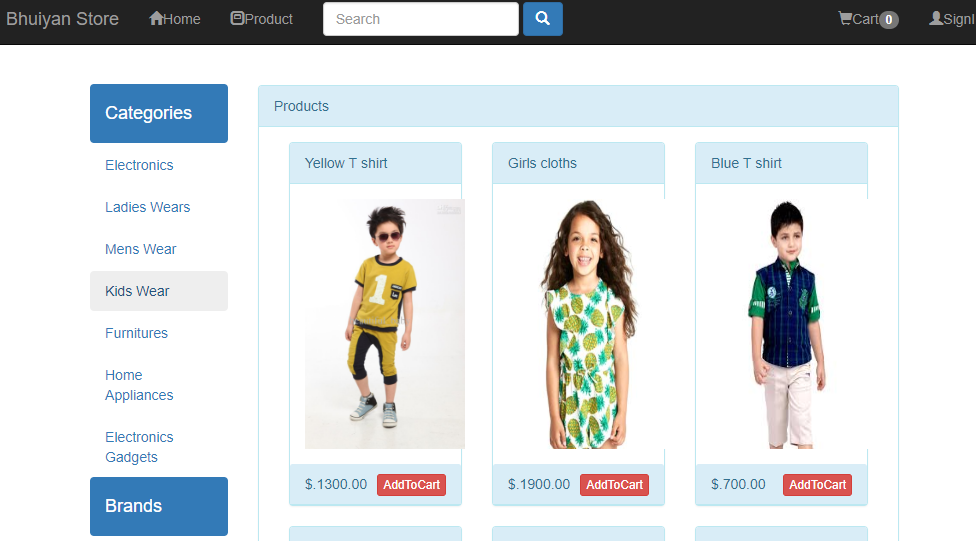 Bhuiyan Store Home Product Search Cart 0 SignI
Categories
Electronics
Ladies Wears
Mens Wear
Kids Wear
Furnitures
Home
Appliances
Electronics
Gadgets
Brands
Products
Yellow T shirt Girls cloths Blue T shirt
1
$.1300.00 AddToCart $.1900.00 AddToCart $.700.00 AddToCart